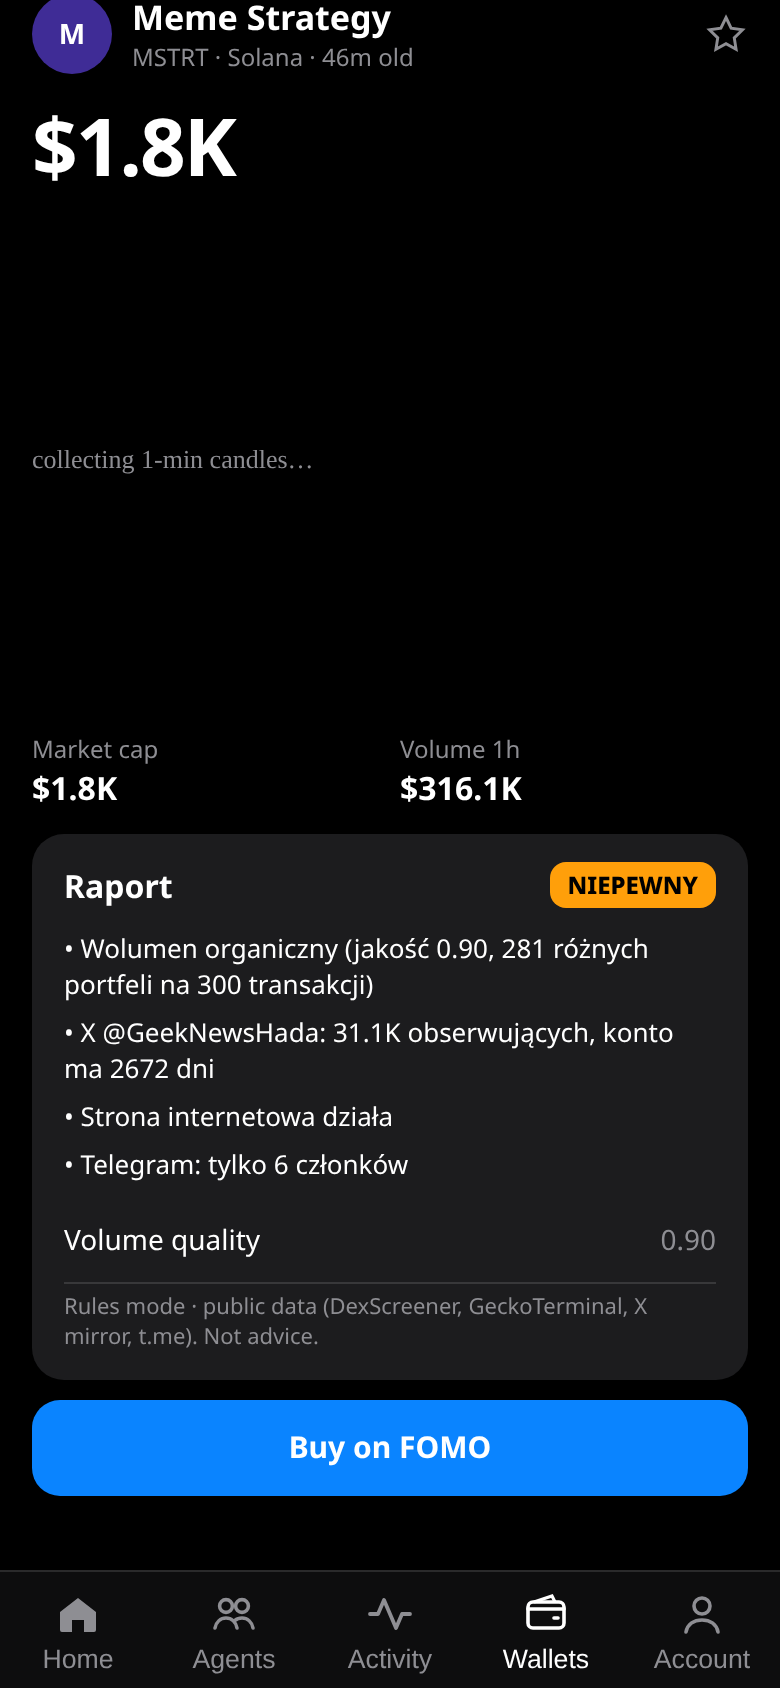 M
Meme Strategy
MSTRT · Solana · 46m old
$1.8K
collecting 1-min candles…
Market cap
Volume 1h
$1.8K
$316.1K
Raport
NIEPEWNY
• Wolumen organiczny (jakość 0.90, 281 różnych
portfeli na 300 transakcji)
• X @GeekNewsHada: 31.1K obserwujących, konto
ma 2672 dni
• Strona internetowa działa
• Telegram: tylko 6 członków
Volume quality
0.90
Rules mode · public data (DexScreener, GeckoTerminal, X
mirror, t.me). Not advice.
Buy on FOMO
Home
Agents
Activity
Wallets
Account